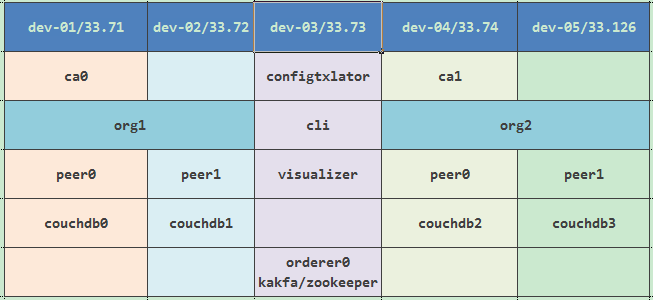 dev-01/33.71 dev-02/33.72 dev-03/33.73 dev-04/33.74 dev-05/33.126
ca0 configtxlator ca1
org1 cli org2
peer0 peer1 visualizer peer0 peer1
couchdb0 couchdb1 couchdb2 couchdb3
orderer0
kakfa/zookeeper